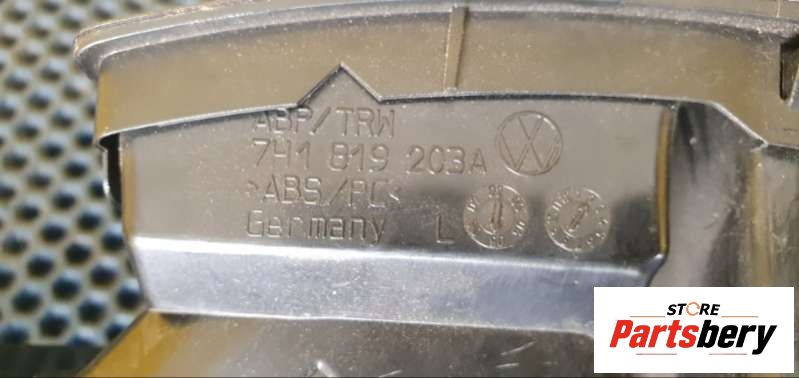 ABP/TRW
7H1 819 203A
>ABS/PC<
Germany L
STORE
Partsbery